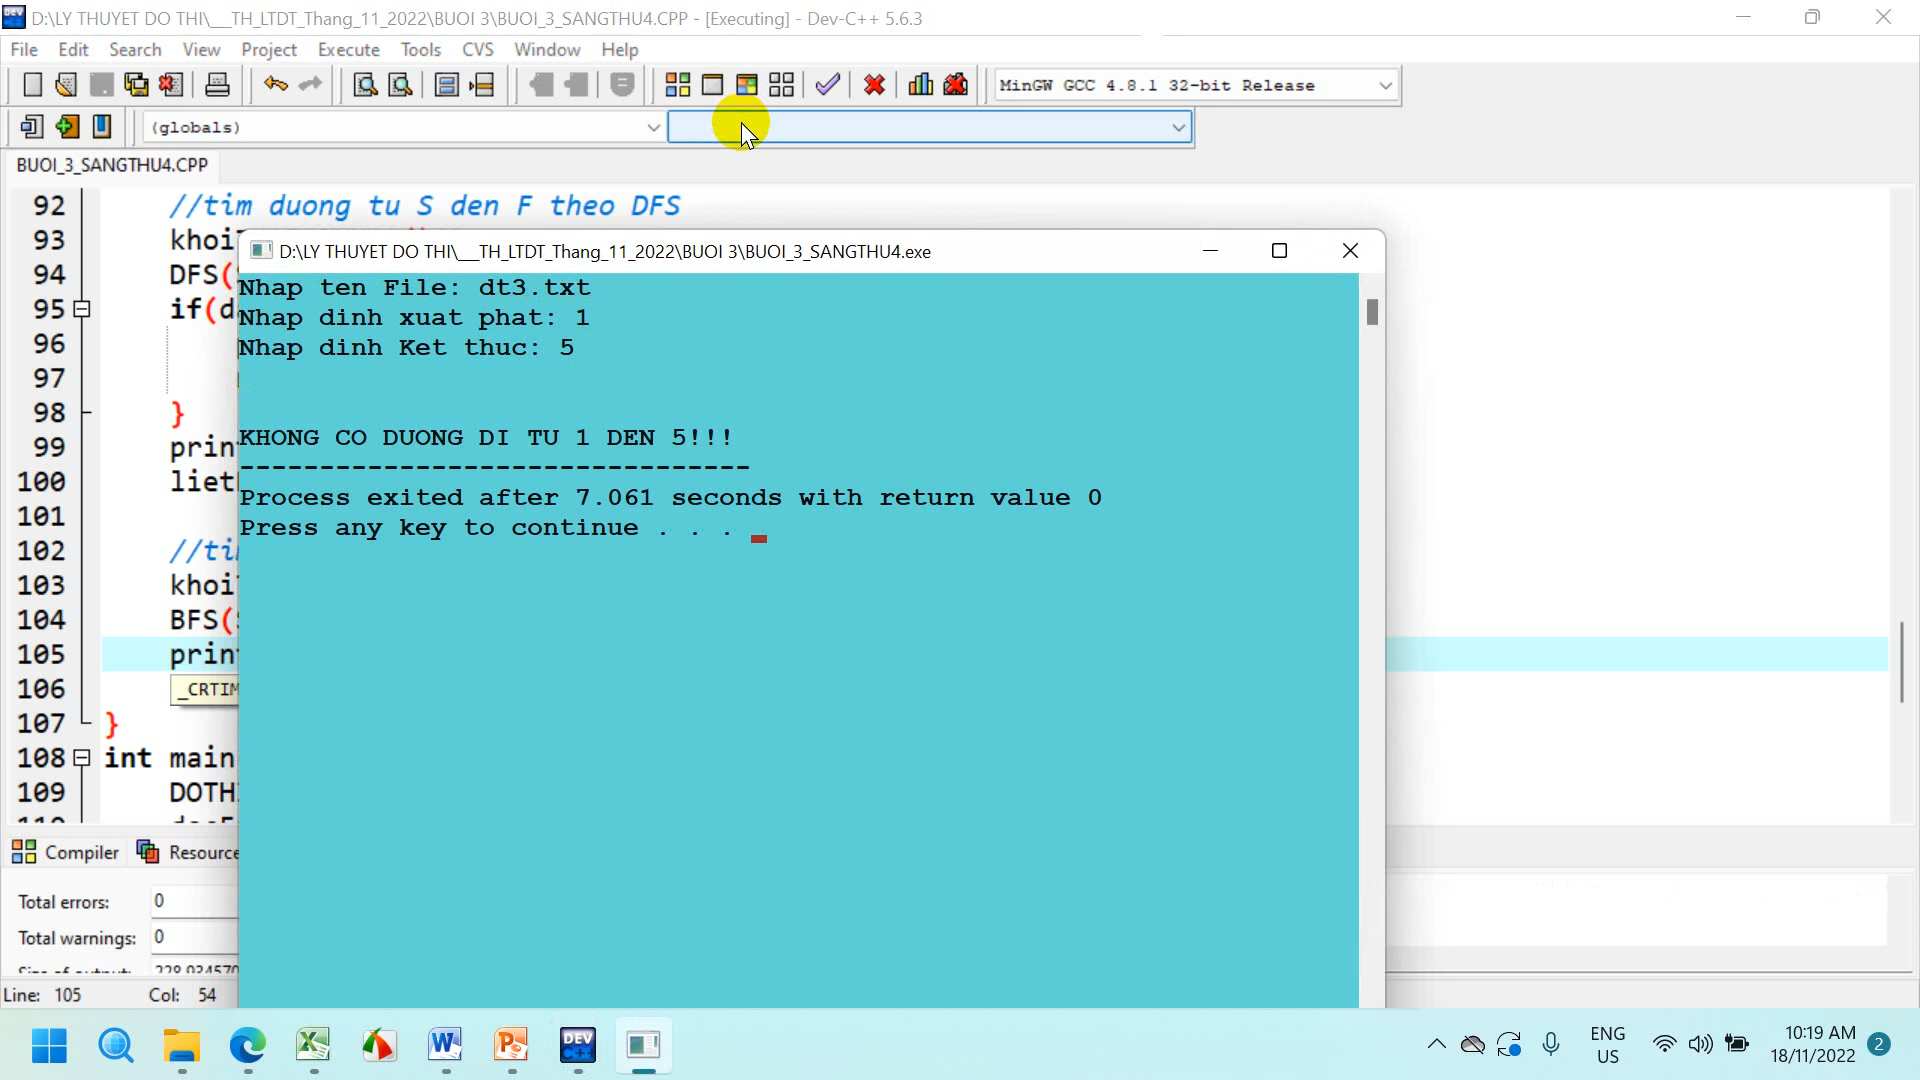 D:\LY THUYET DO THI\___TH_LTDT_Thang_11_2022\BUOI 3\BUOI_3_SANGTHU4.CPP - [Executing] - Dev-C++ 5.6.3
File Edit Search View Project Execute Tools CVS Window Help
MinGW GCC 4.8.1 32-bit Release
(globals)
BUOI_3_SANGTHU4.CPP
92 //tim duong tu S den F theo DFS
93 khoi
D:\LY THUYET DO THI\___TH_LTDT_Thang_11_2022\BUOI 3\BUOI_3_SANGTHU4.exe
94 DFS(
Nhap ten File: dt3.txt
95 if(d
Nhap dinh xuat phat: 1
96
Nhap dinh Ket thuc: 5
97
98 }
99 prin
KHONG CO DUONG DI TU 1 DEN 5!!!
--------------------------------
100 liet
Process exited after 7.061 seconds with return value 0
101
Press any key to continue . . .
102 //ti
103 khoi
104 BFS(
105 prin
106 _CRTIM
107 }
108 int main
109 DOTH
Compiler Resource
Total errors: 0
Total warnings: 0
Line: 105 Col: 54
DEV C++
ENG
US
10:19 AM
18/11/2022
2